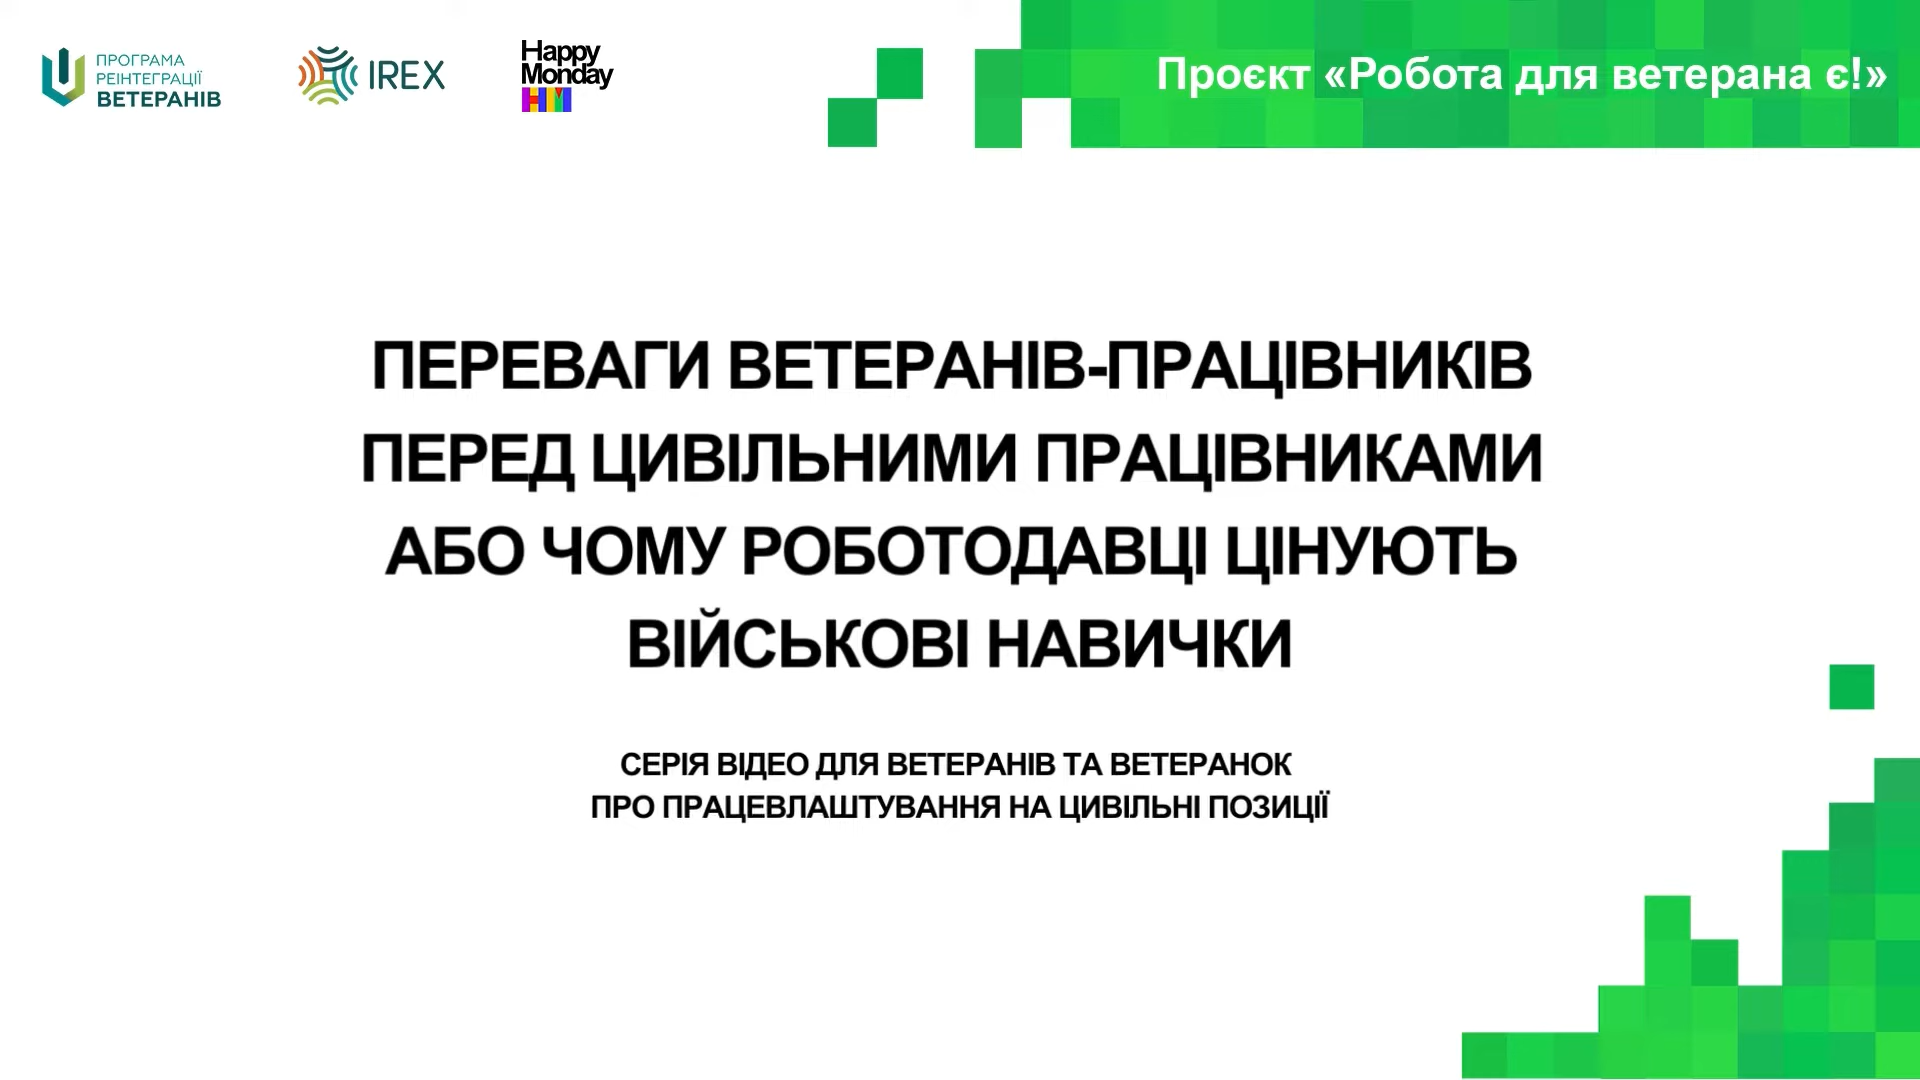 ПРОГРАМА
РЕІНТЕГРАЦІЇ
ВЕТЕРАНІВ
IREX
Happy
Monday
HM
Проєкт «Робота для ветерана є!»
ПЕРЕВАГИ ВЕТЕРАНІВ-ПРАЦІВНИКІВ
ПЕРЕД ЦИВІЛЬНИМИ ПРАЦІВНИКАМИ
АБО ЧОМУ РОБОТОДАВЦІ ЦІНУЮТЬ
ВІЙСЬКОВІ НАВИЧКИ
СЕРІЯ ВІДЕО ДЛЯ ВЕТЕРАНІВ ТА ВЕТЕРАНОК
ПРО ПРАЦЕВЛАШТУВАННЯ НА ЦИВІЛЬНІ ПОЗИЦІЇ